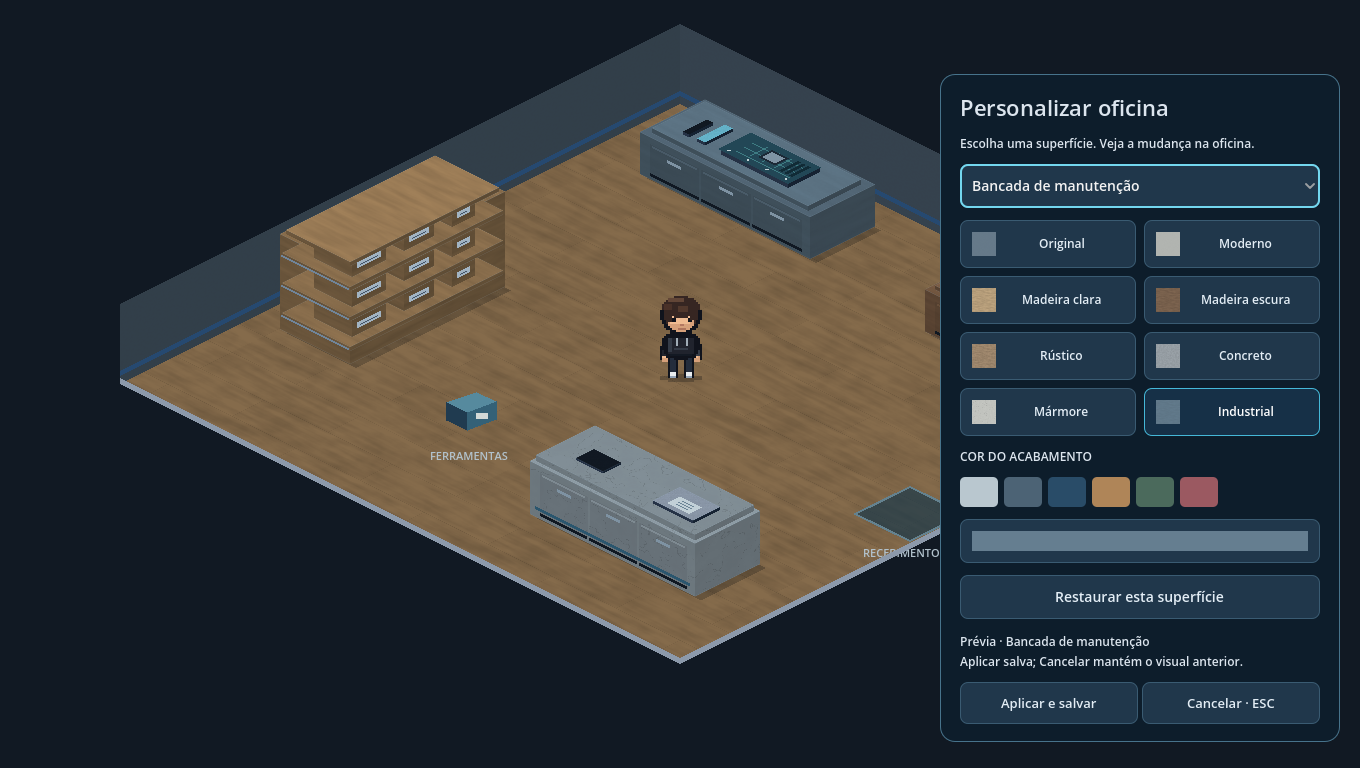 Personalizar oficina
Escolha uma superfície. Veja a mudança na oficina.
Bancada de manutenção
Original
Moderno
Madeira clara
Madeira escura
Rústico
Concreto
Mármore
Industrial
COR DO ACABAMENTO
Restaurar esta superfície
Prévia · Bancada de manutenção
Aplicar salva; Cancelar mantém o visual anterior.
Aplicar e salvar
Cancelar · ESC
FERRAMENTAS
RECEBIMENTO